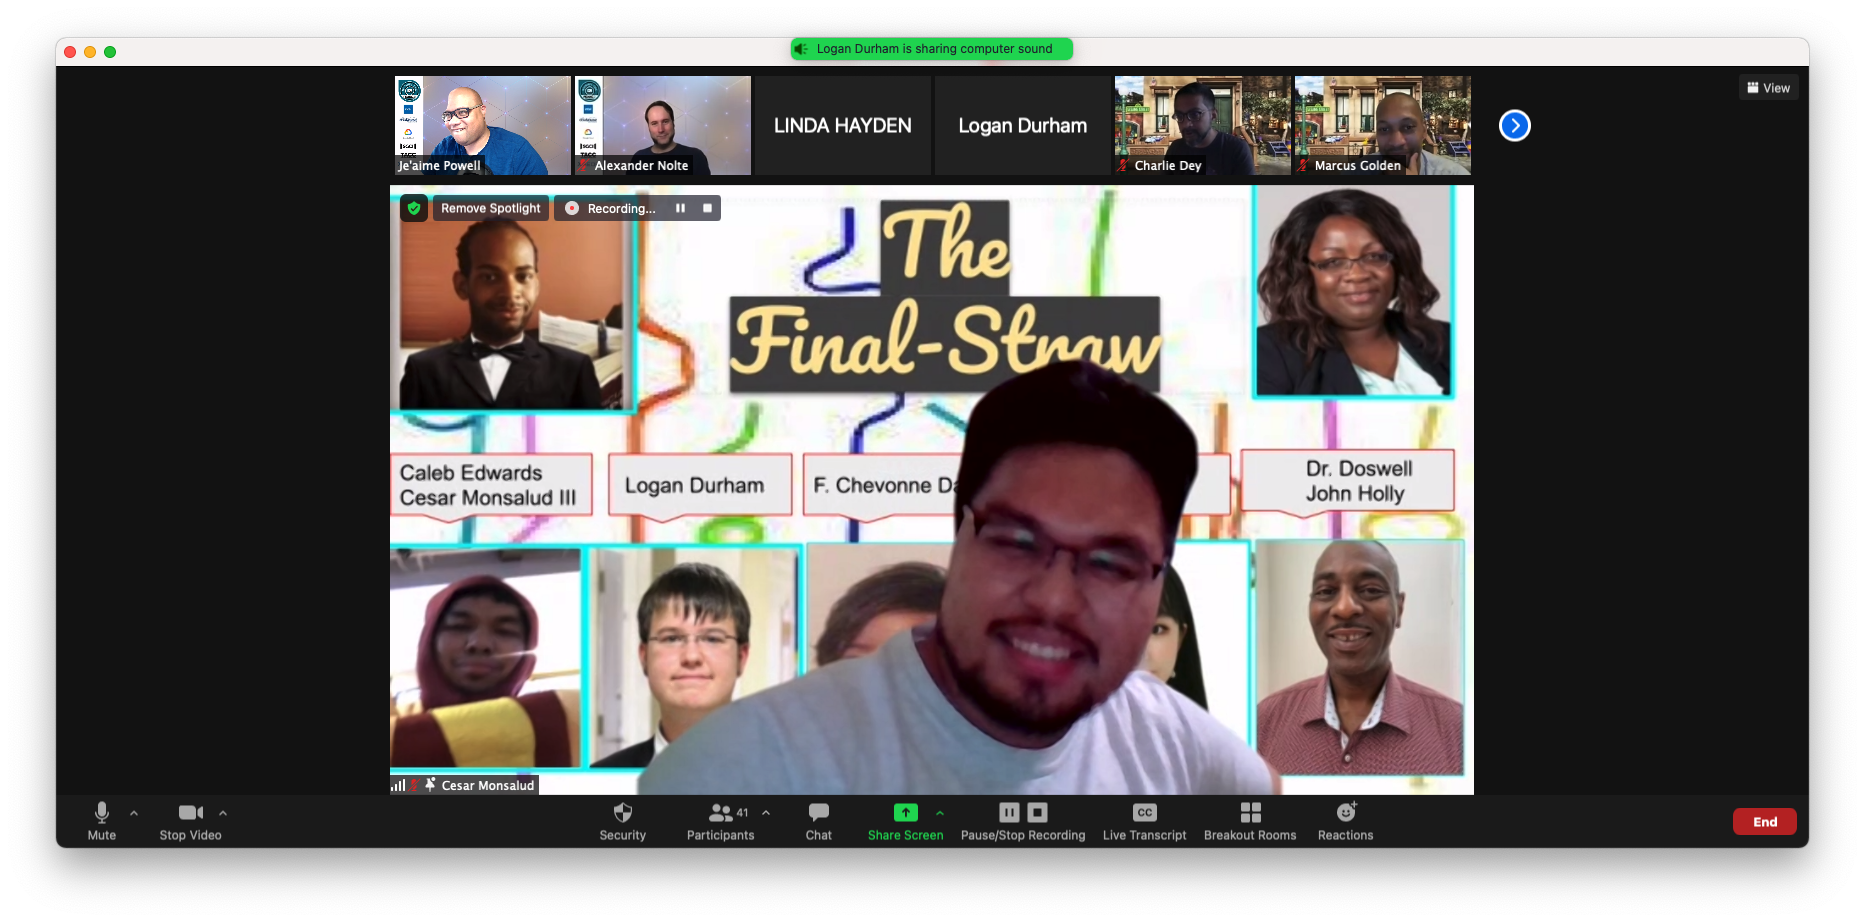 Logan Durham is sharing computer sound
View
LINDA HAYDEN
Logan Durham
Je'aime Powell
Alexander Nolte
Charlie Dey
Marcus Golden
Remove Spotlight
Recording...
The
Final-Straw
Caleb Edwards
Cesar Monsalud III
Logan Durham
F. Chevonne
Dr. Doswell
John Holly
Cesar Monsalud
41
CC
Mute
Stop Video
Security
Participants
Chat
Share Screen
Pause/Stop Recording
Live Transcript
Breakout Rooms
Reactions
End